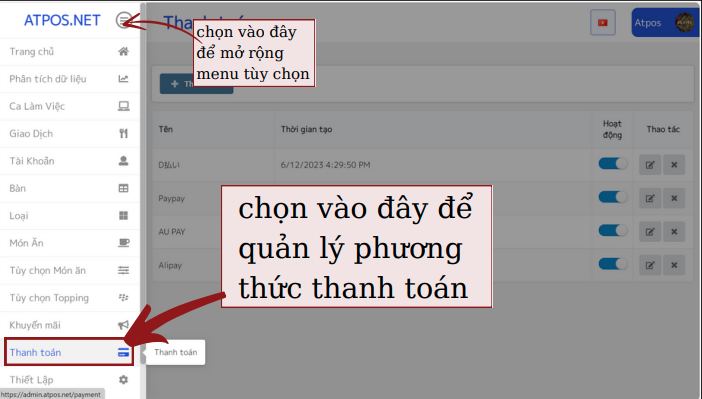 ATPOS.NET
Trang chủ
Phân tích dữ liệu
Ca Làm Việc
Giao Dịch
Tài Khoản
Bàn
Loại
Món Ăn
Tùy chọn Món ăn
Tùy chọn Topping
Khuyến mãi
Thanh toán
Thiết Lập
https://admin.atpos.net/payment
Thanh toán
chọn vào đây
để mở rộng
menu tùy chọn
Atpos
Tên
Thời gian tạo
Hoạt
động
Thao tác
D払い
6/12/2023 4:29:50 PM
Paypay
AU PAY
Alipay
chọn vào đây để
quản lý phương
thức thanh toán